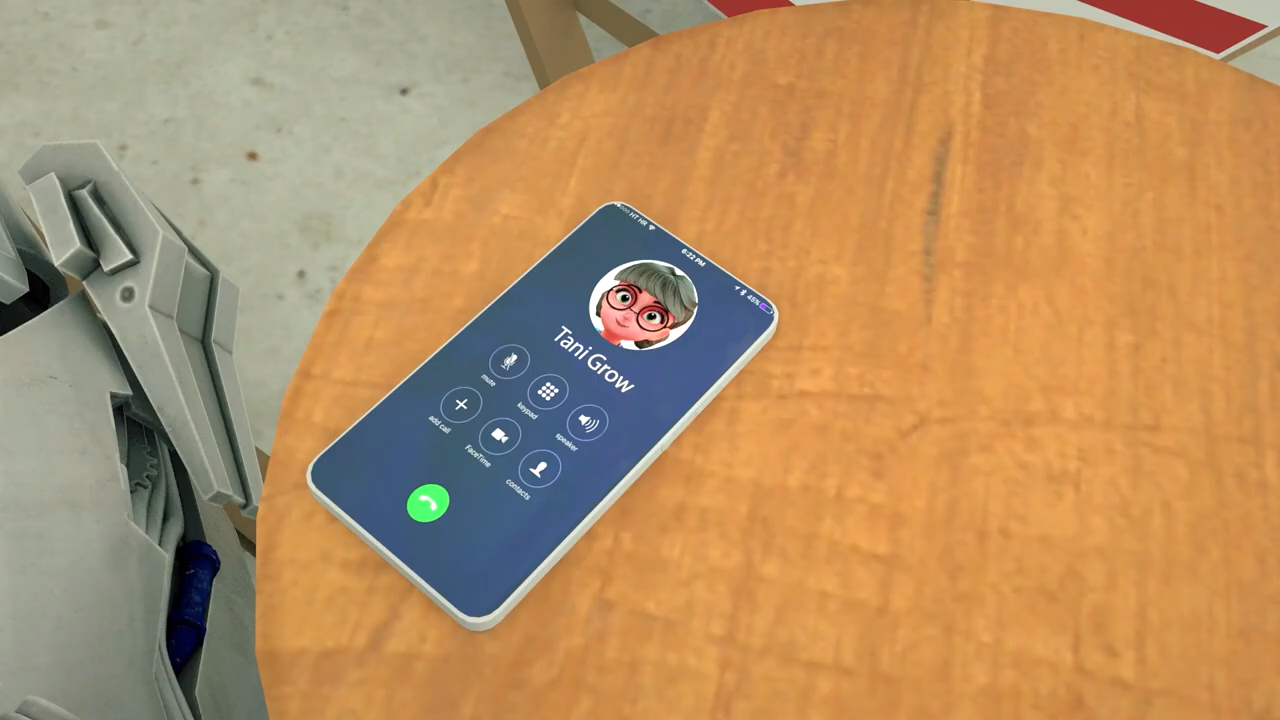 HT HR
6:22 PM
45%
Tani Grow
mute
keypad
speaker
add call
FaceTime
contacts